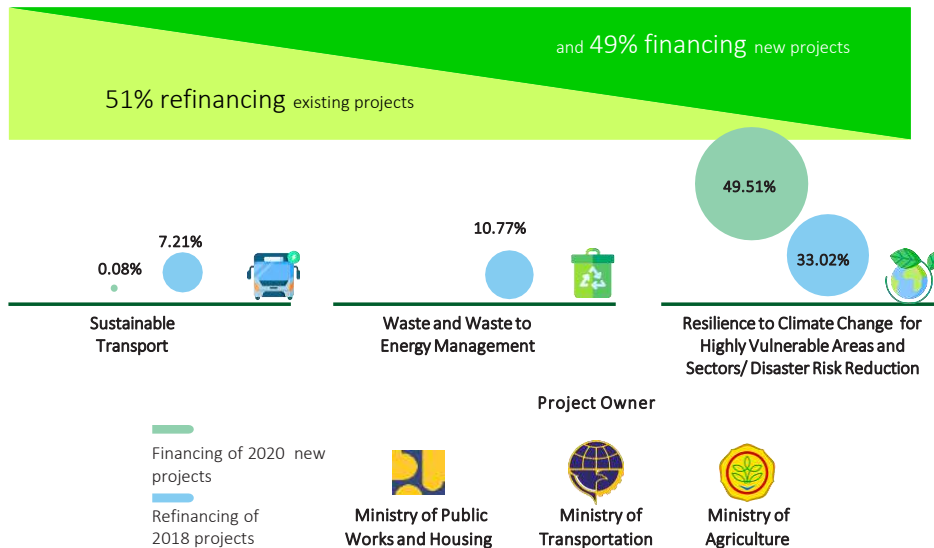 and 49% financing new projects
51% refinancing existing projects
49.51%
7.21%
10.77%
0.08%
33.02%
Sustainable
Transport
Waste and Waste to
Energy Management
Resilience to Climate Change for
Highly Vulnerable Areas and
Sectors/ Disaster Risk Reduction
Project Owner
Financing of 2020 new
projects
Refinancing of
2018 projects
Ministry of Public
Works and Housing
Ministry of
Transportation
Ministry of
Agriculture